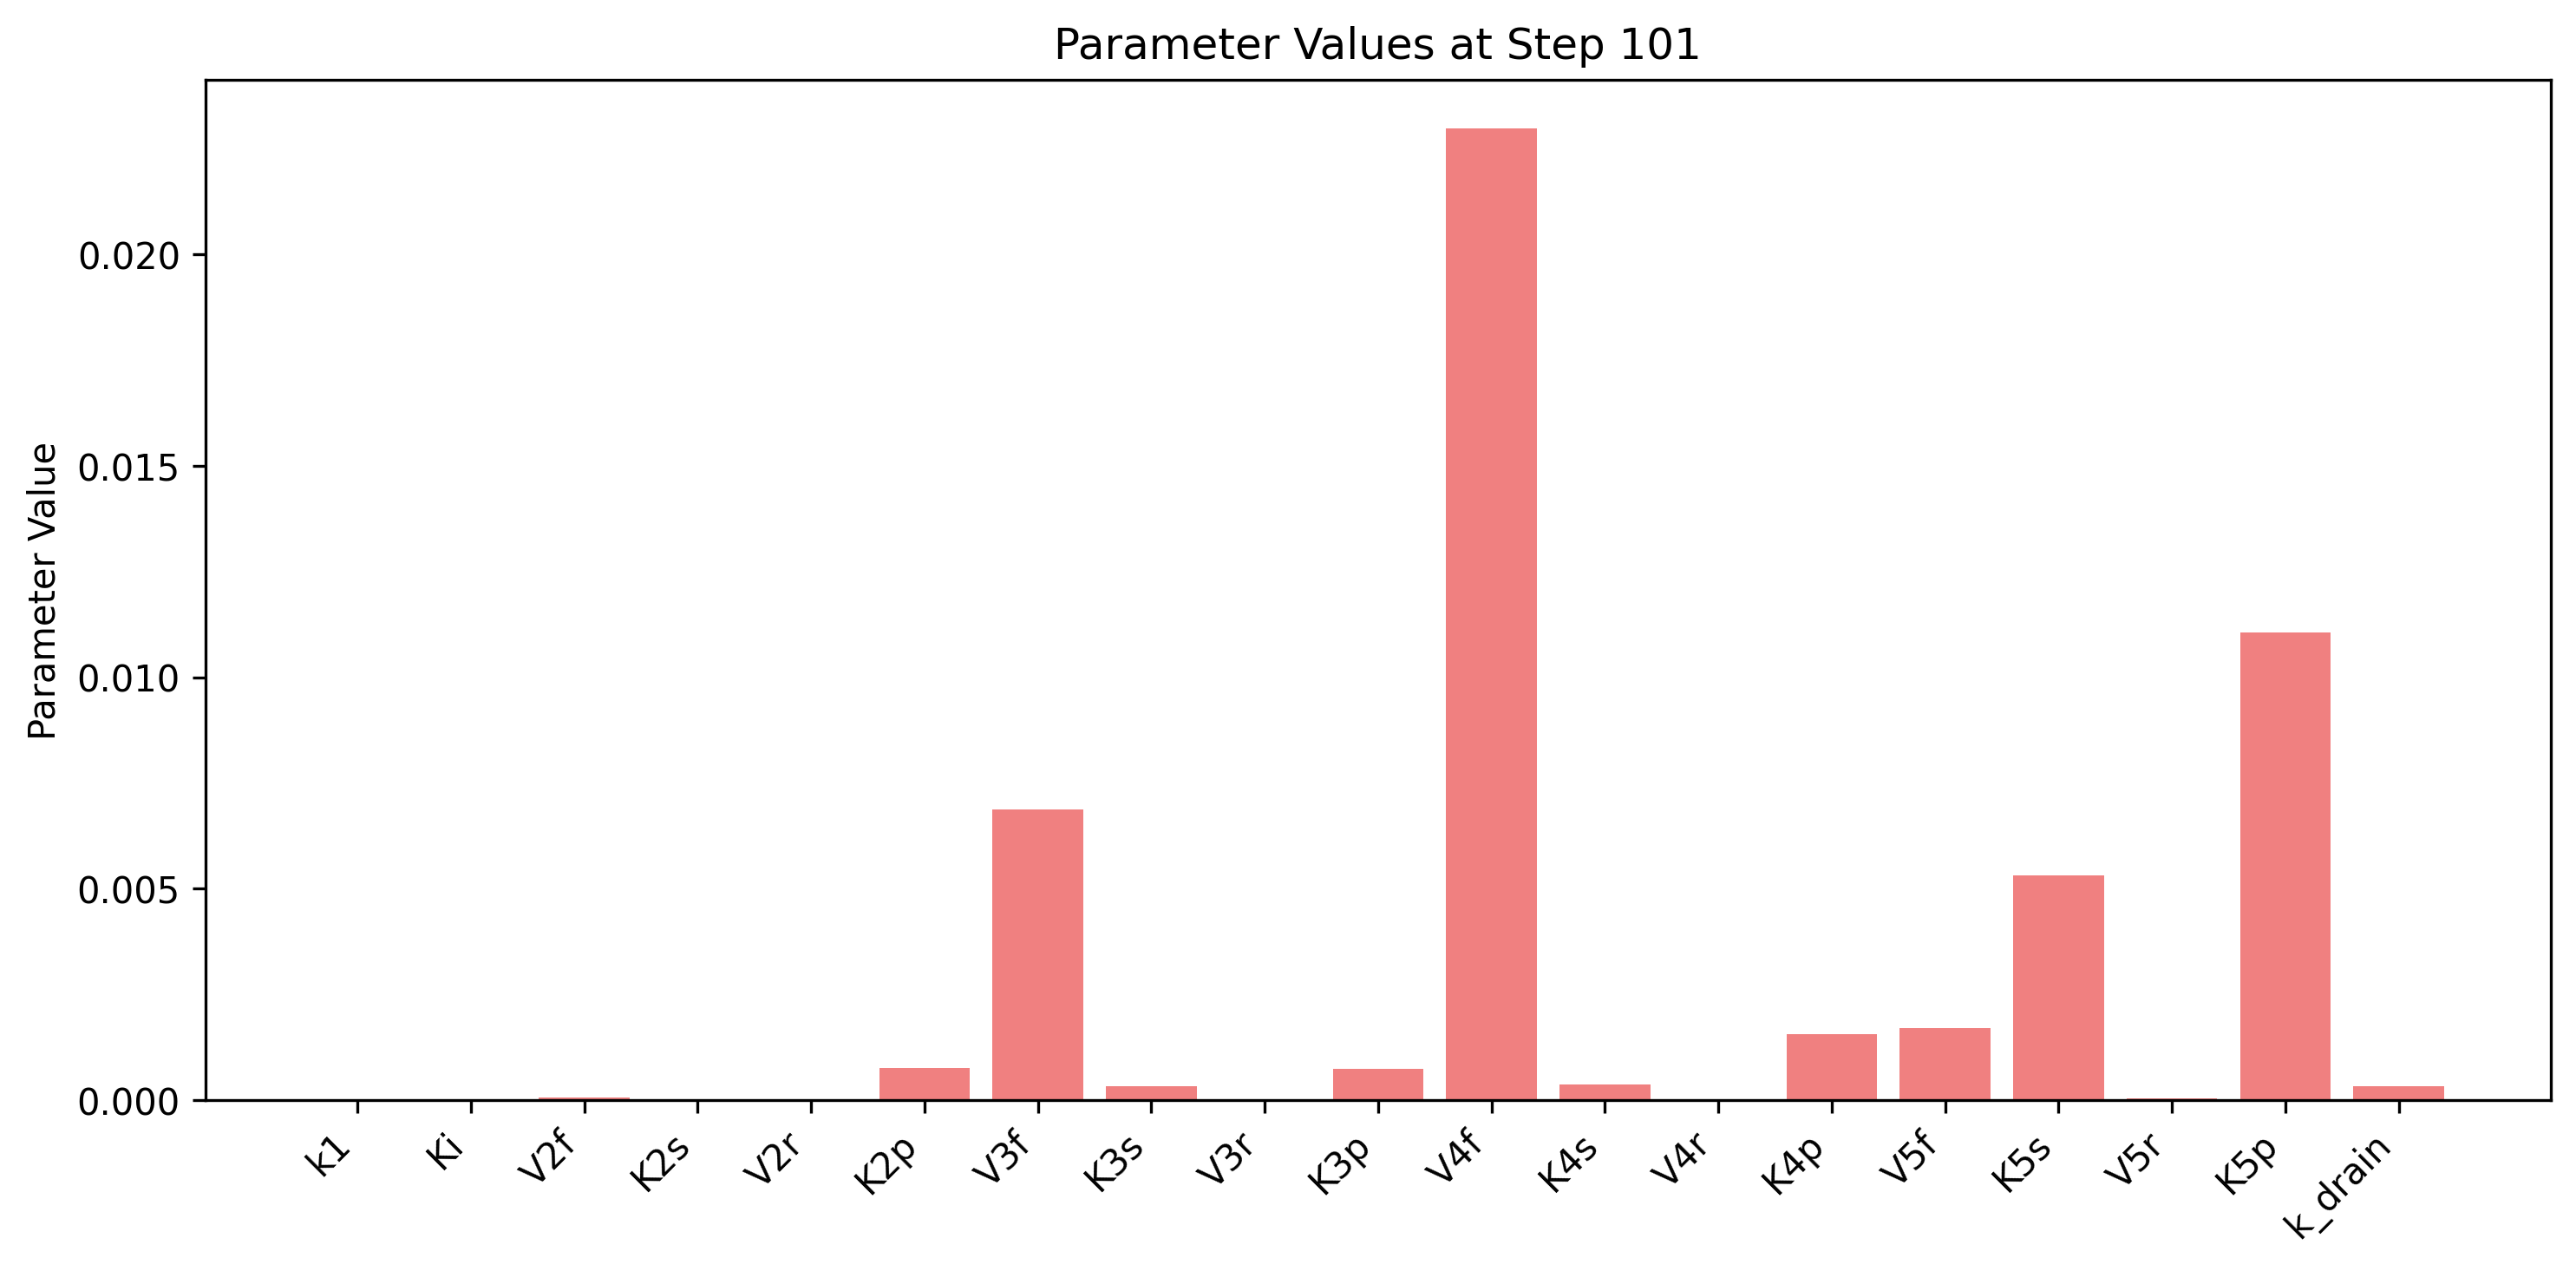 Parameter Values at Step 101
Parameter Value
0.020
0.015
0.010
0.005
0.000
k1
Ki
V2f
K2s
V2r
K2p
V3f
K3s
V3r
K3p
V4f
K4s
V4r
K4p
V5f
K5s
V5r
K5p
k_drain